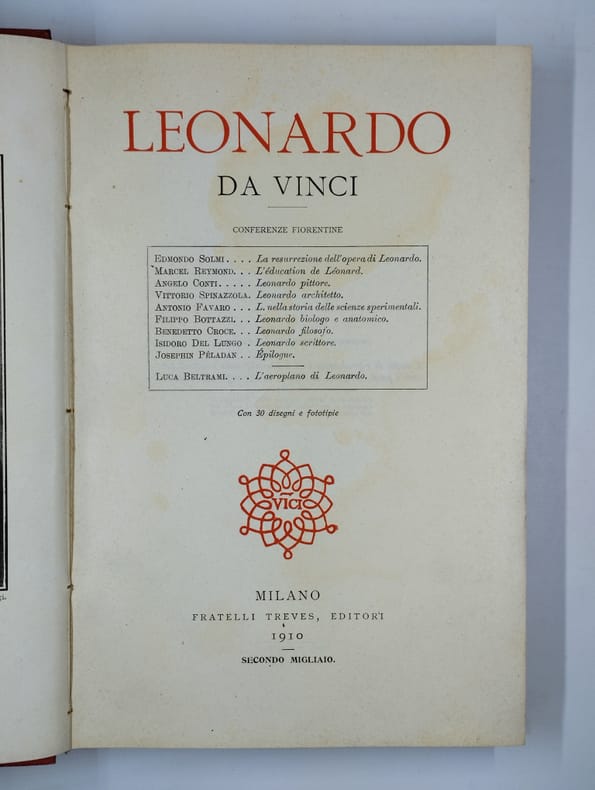 LEONARDO
DA VINCI
CONFERENZE FIORENTINE
EDMONDO SOLMI. . . . La resurrezione dell'opera di Leonardo.
MARCEL REYMOND. . . L'éducation de Léonard.
ANGELO CONTI. . . . . Leonardo pittore.
VITTORIO SPINAZZOLA. Leonardo architetto.
ANTONIO FAVARO . . . L. nella storia delle scienze sperimentali.
FILIPPO BOTTAZZI. . . Leonardo biologo e anatomico.
BENEDETTO CROCE. . . Leonardo filosofo.
ISIDORO DEL LUNGO . Leonardo scrittore.
JOSEPHIN PÉLADAN . . Épilogue.
LUCA BELTRAMI. . . . L'aeroplano di Leonardo.
Con 30 disegni e fototipie
VĨCI
MILANO
FRATELLI TREVES, EDITORI
1910
SECONDO MIGLIAIO.